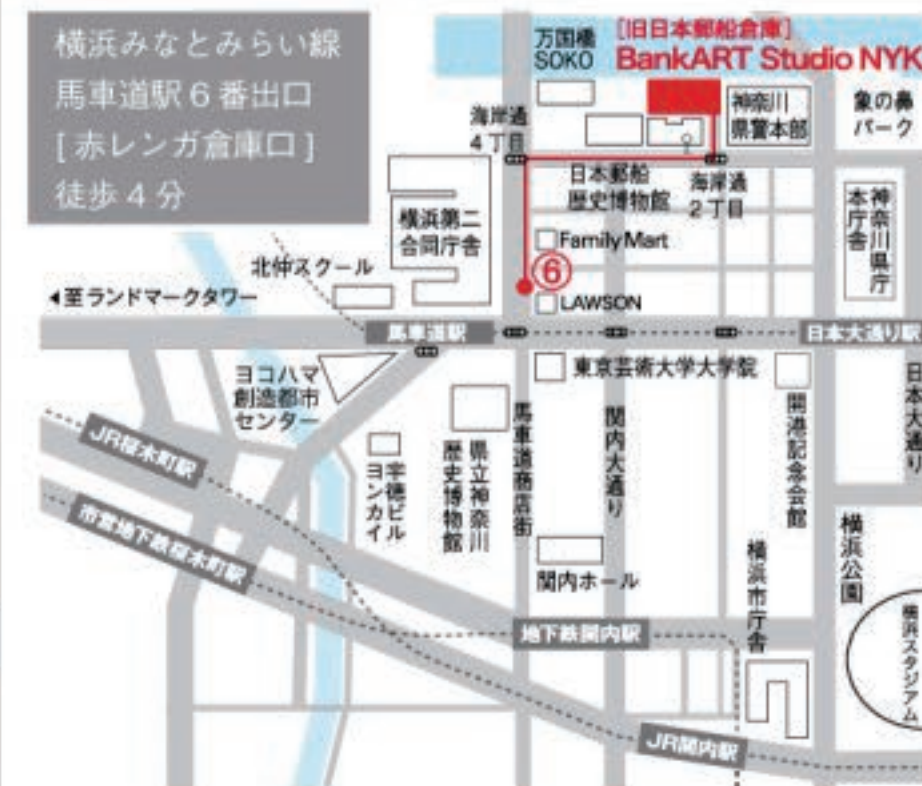 横浜みなとみらい線
馬車道駅6番出口
[赤レンガ倉庫口]
徒歩4分
万国橋
SOKO
[旧日本郵船倉庫]
BankART Studio NYK
神奈川
県警本部
象の鼻
パーク
海岸通
4丁目
日本郵船
歴史博物館
海岸通
2丁目
横浜第二
合同庁舎
神奈川県庁
本庁舎
Family Mart
⑥
北仲スクール
◀至ランドマークタワー
LAWSON
馬車道駅
日本大通り駅
ヨコハマ
創造都市
センター
東京芸術大学大学院
日本大通り
JR桜木町駅
幸徳ビル
ヨンカイ
県立神奈川
歴史博物館
馬車道商店街
関内大通り
開港記念会館
市営地下鉄桜木町駅
関内ホール
横浜市庁舎
横浜公園
横浜スタジアム
地下鉄関内駅
JR関内駅